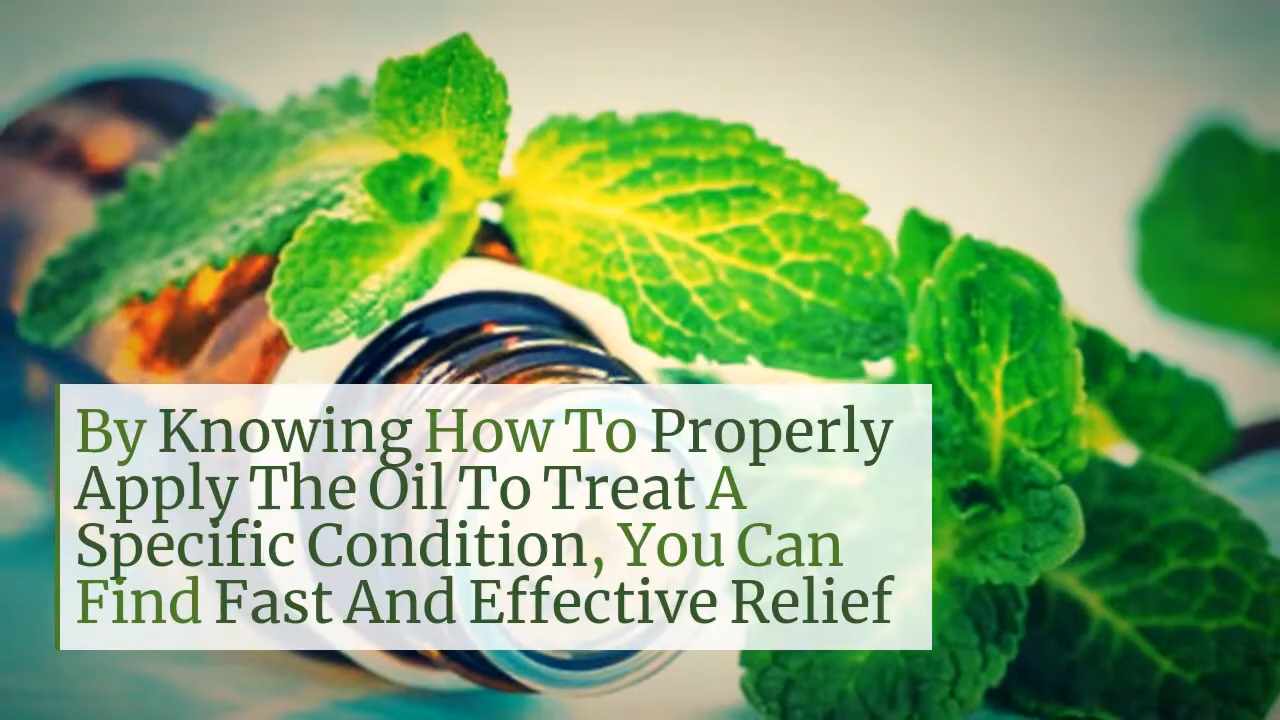 By Knowing How To Properly
Apply The Oil To Treat A
Specific Condition, You Can
Find Fast And Effective Relief